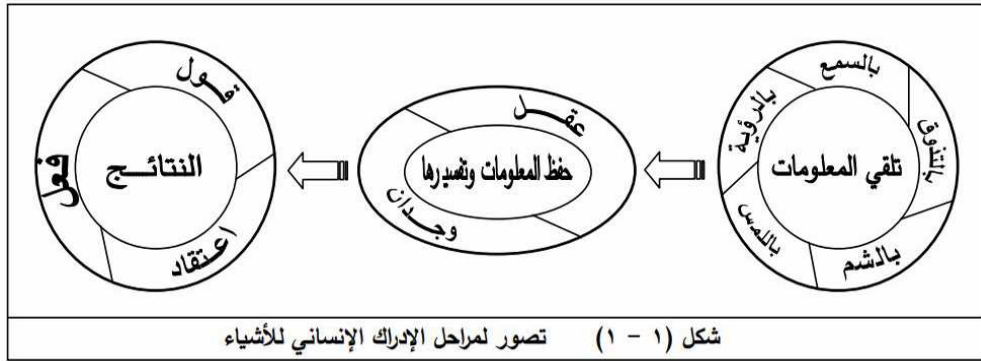 تلقي المعلومات
بالسمع
بالرؤية
باللمس
بالشم
بالتذوق
حفظ المعلومات وتفسيرها
عقل
وجدان
النتائج
قول
فعل
اعتقاد
شكل (١ - ١) تصور لمراحل الإدراك الإنساني للأشياء